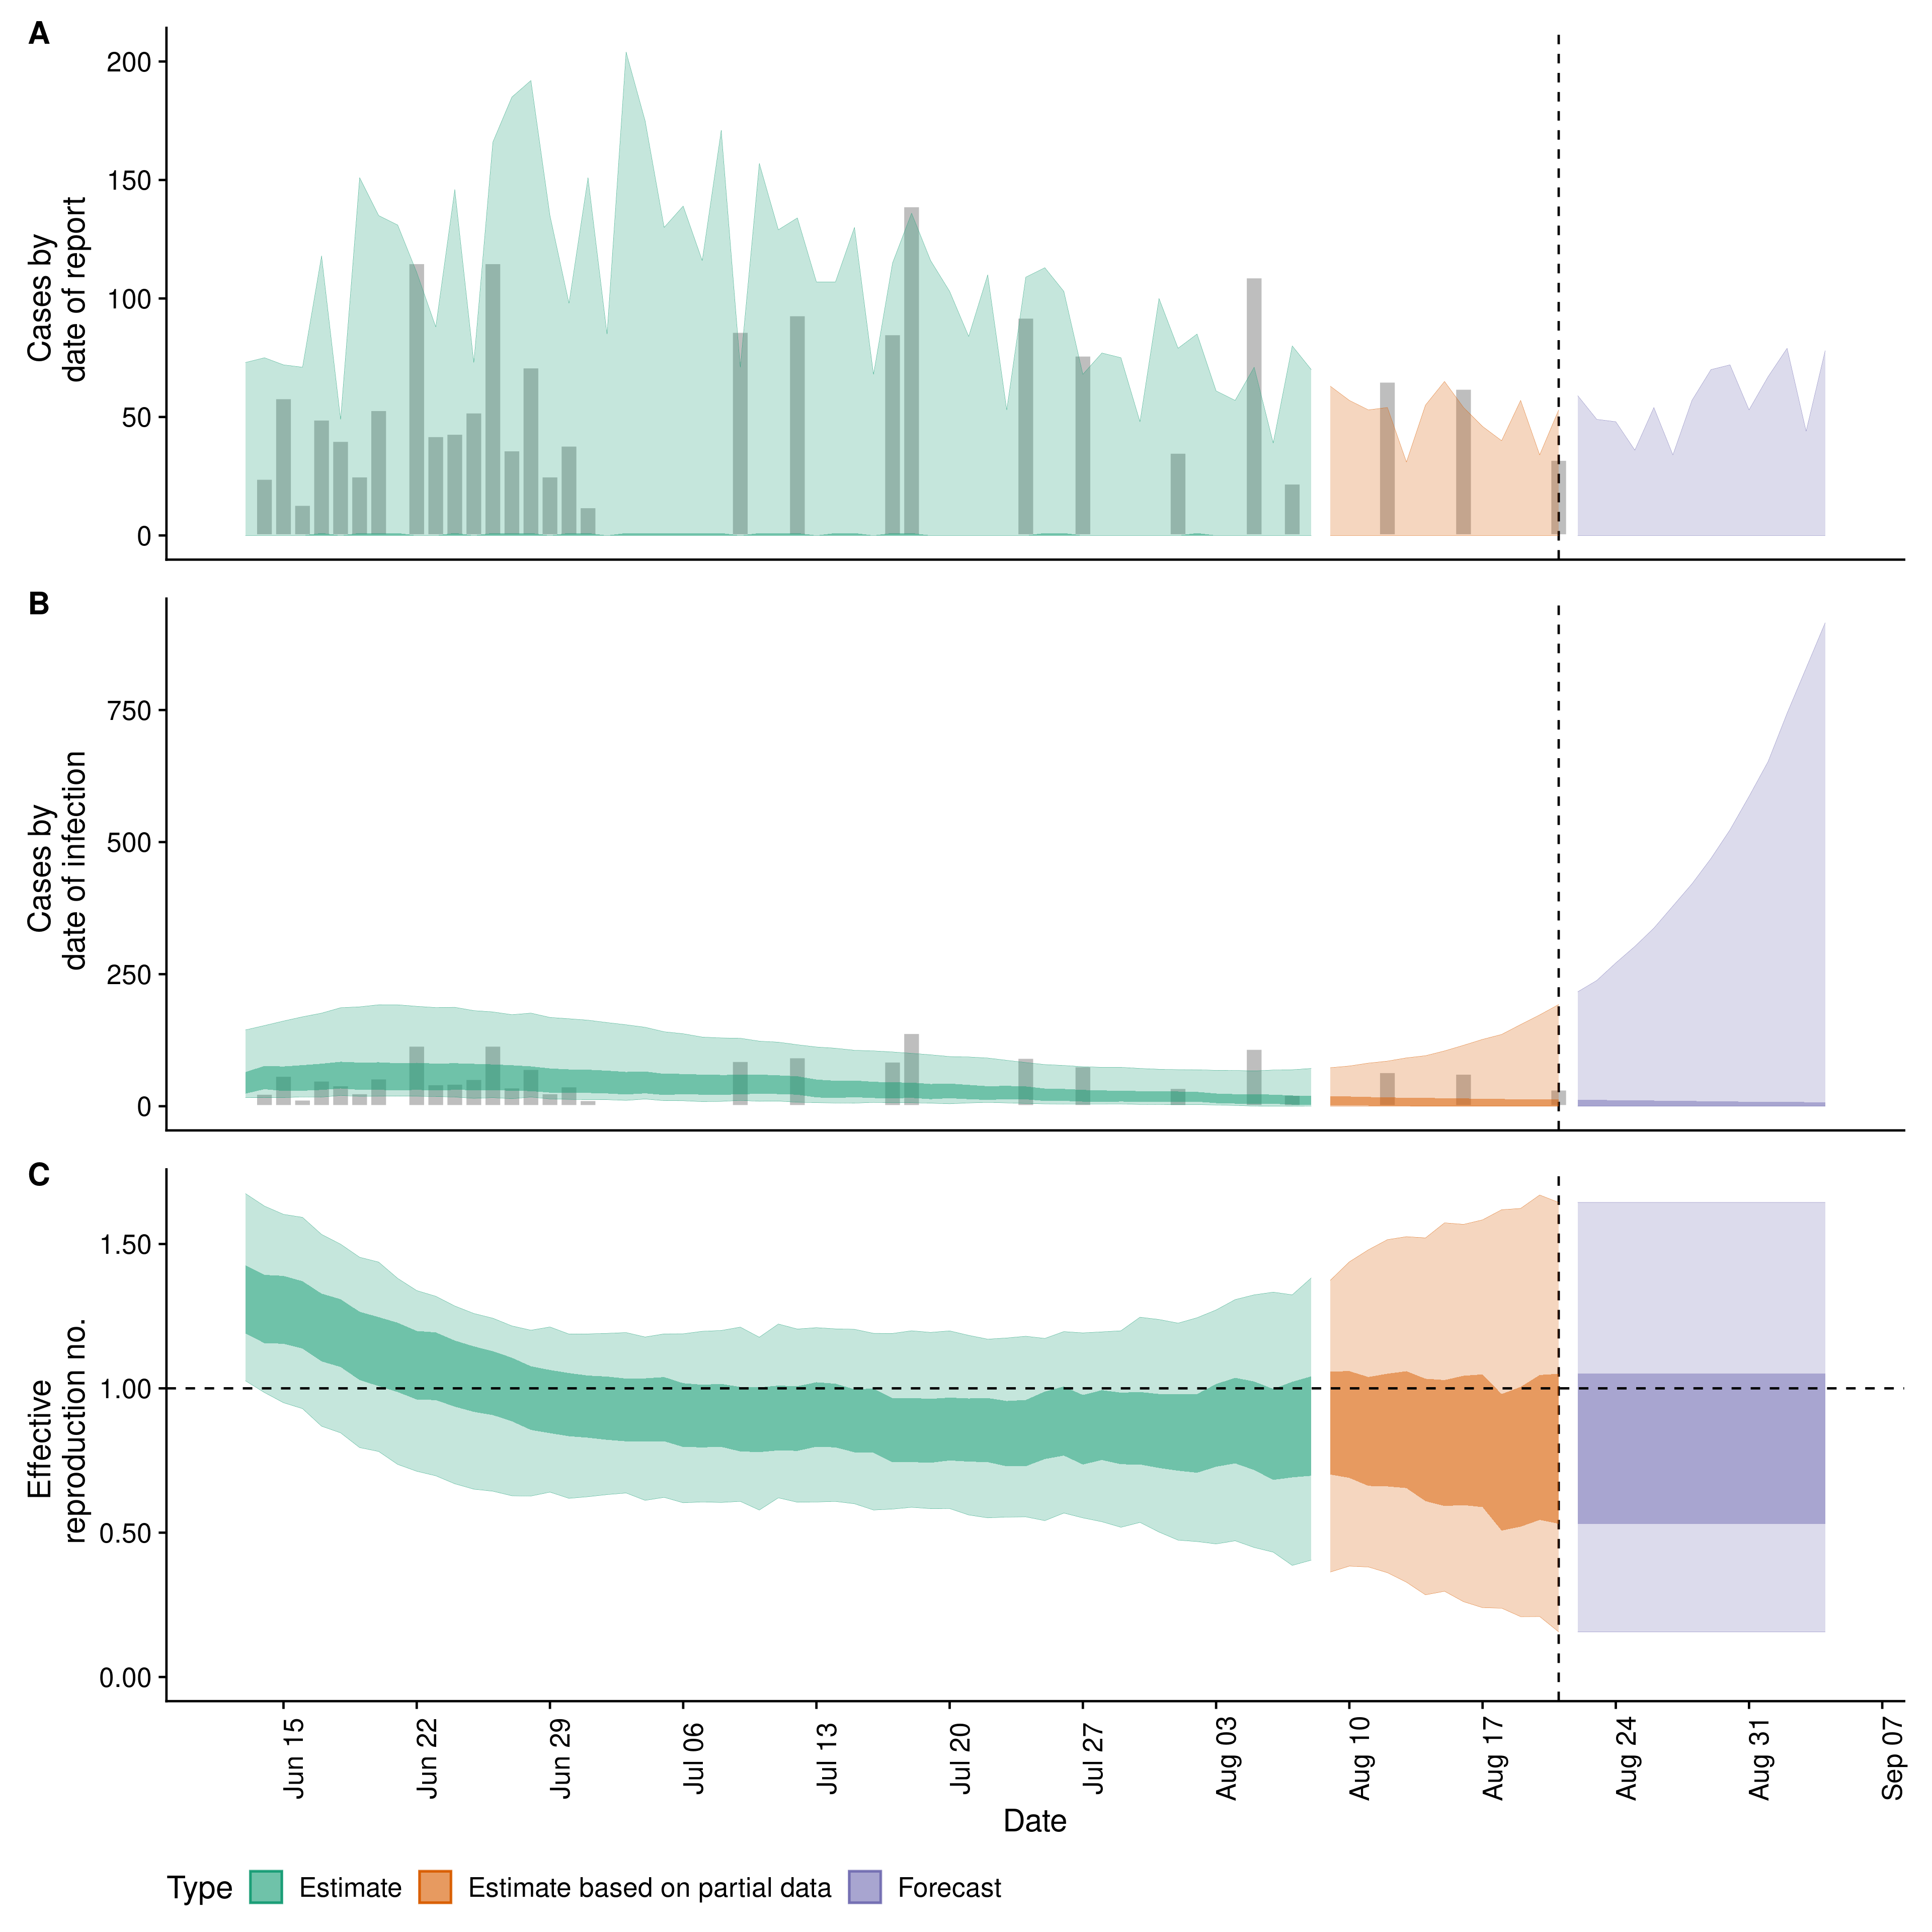 A
200
150
100
50
0
Cases by
date of report
B
750
500
250
0
Cases by
date of infection
C
1.50
1.00
0.50
0.00
Effective
reproduction no.
Jun 15
Jun 22
Jun 29
Jul 06
Jul 13
Jul 20
Jul 27
Aug 03
Aug 10
Aug 17
Aug 24
Aug 31
Sep 07
Date
Type Estimate Estimate based on partial data Forecast